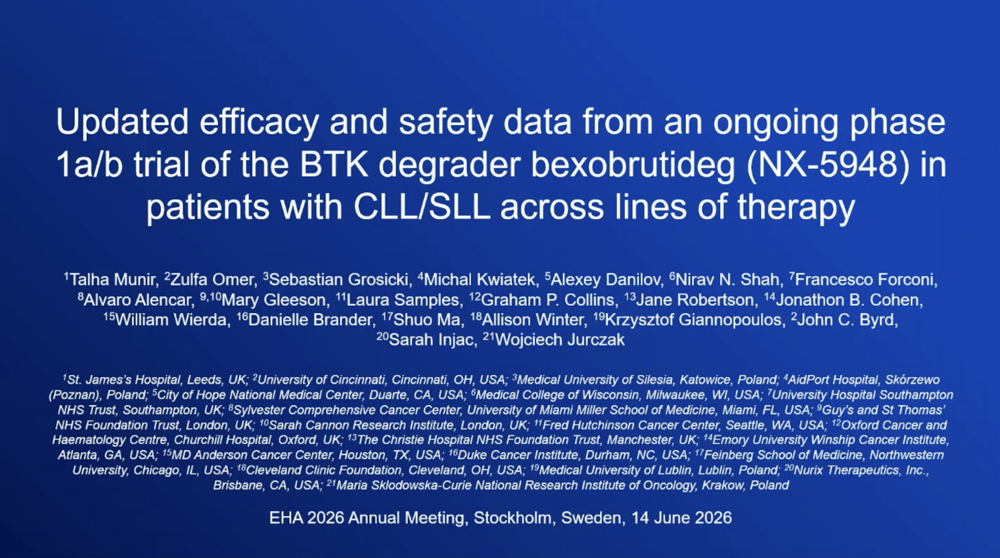 Updated efficacy and safety data from an ongoing phase
1a/b trial of the BTK degrader bexobrutideg (NX-5948) in
patients with CLL/SLL across lines of therapy
¹Talha Munir, ²Zulfa Omer, ³Sebastian Grosicki, ⁴Michal Kwiatek, ⁵Alexey Danilov, ⁶Nirav N. Shah, ⁷Francesco Forconi,
⁸Alvaro Alencar, ⁹,¹⁰Mary Gleeson, ¹¹Laura Samples, ¹²Graham P. Collins, ¹³Jane Robertson, ¹⁴Jonathon B. Cohen,
¹⁵William Wierda, ¹⁶Danielle Brander, ¹⁷Shuo Ma, ¹⁸Allison Winter, ¹⁹Krzysztof Giannopoulos, ²John C. Byrd,
²⁰Sarah Injac, ²¹Wojciech Jurczak
¹St. James's Hospital, Leeds, UK; ²University of Cincinnati, Cincinnati, OH, USA; ³Medical University of Silesia, Katowice, Poland; ⁴AidPort Hospital, Skórzewo
(Poznan), Poland; ⁵City of Hope National Medical Center, Duarte, CA, USA; ⁶Medical College of Wisconsin, Milwaukee, WI, USA; ⁷University Hospital Southampton
NHS Trust, Southampton, UK; ⁸Sylvester Comprehensive Cancer Center, University of Miami Miller School of Medicine, Miami, FL, USA; ⁹Guy's and St Thomas'
NHS Foundation Trust, London, UK; ¹⁰Sarah Cannon Research Institute, London, UK; ¹¹Fred Hutchinson Cancer Center, Seattle, WA, USA; ¹²Oxford Cancer and
Haematology Centre, Churchill Hospital, Oxford, UK; ¹³The Christie Hospital NHS Foundation Trust, Manchester, UK; ¹⁴Emory University Winship Cancer Institute,
Atlanta, GA, USA; ¹⁵MD Anderson Cancer Center, Houston, TX, USA; ¹⁶Duke Cancer Institute, Durham, NC, USA; ¹⁷Feinberg School of Medicine, Northwestern
University, Chicago, IL, USA; ¹⁸Cleveland Clinic Foundation, Cleveland, OH, USA; ¹⁹Medical University of Lublin, Lublin, Poland; ²⁰Nurix Therapeutics, Inc.,
Brisbane, CA, USA; ²¹Maria Sklodowska-Curie National Research Institute of Oncology, Krakow, Poland
EHA 2026 Annual Meeting, Stockholm, Sweden, 14 June 2026